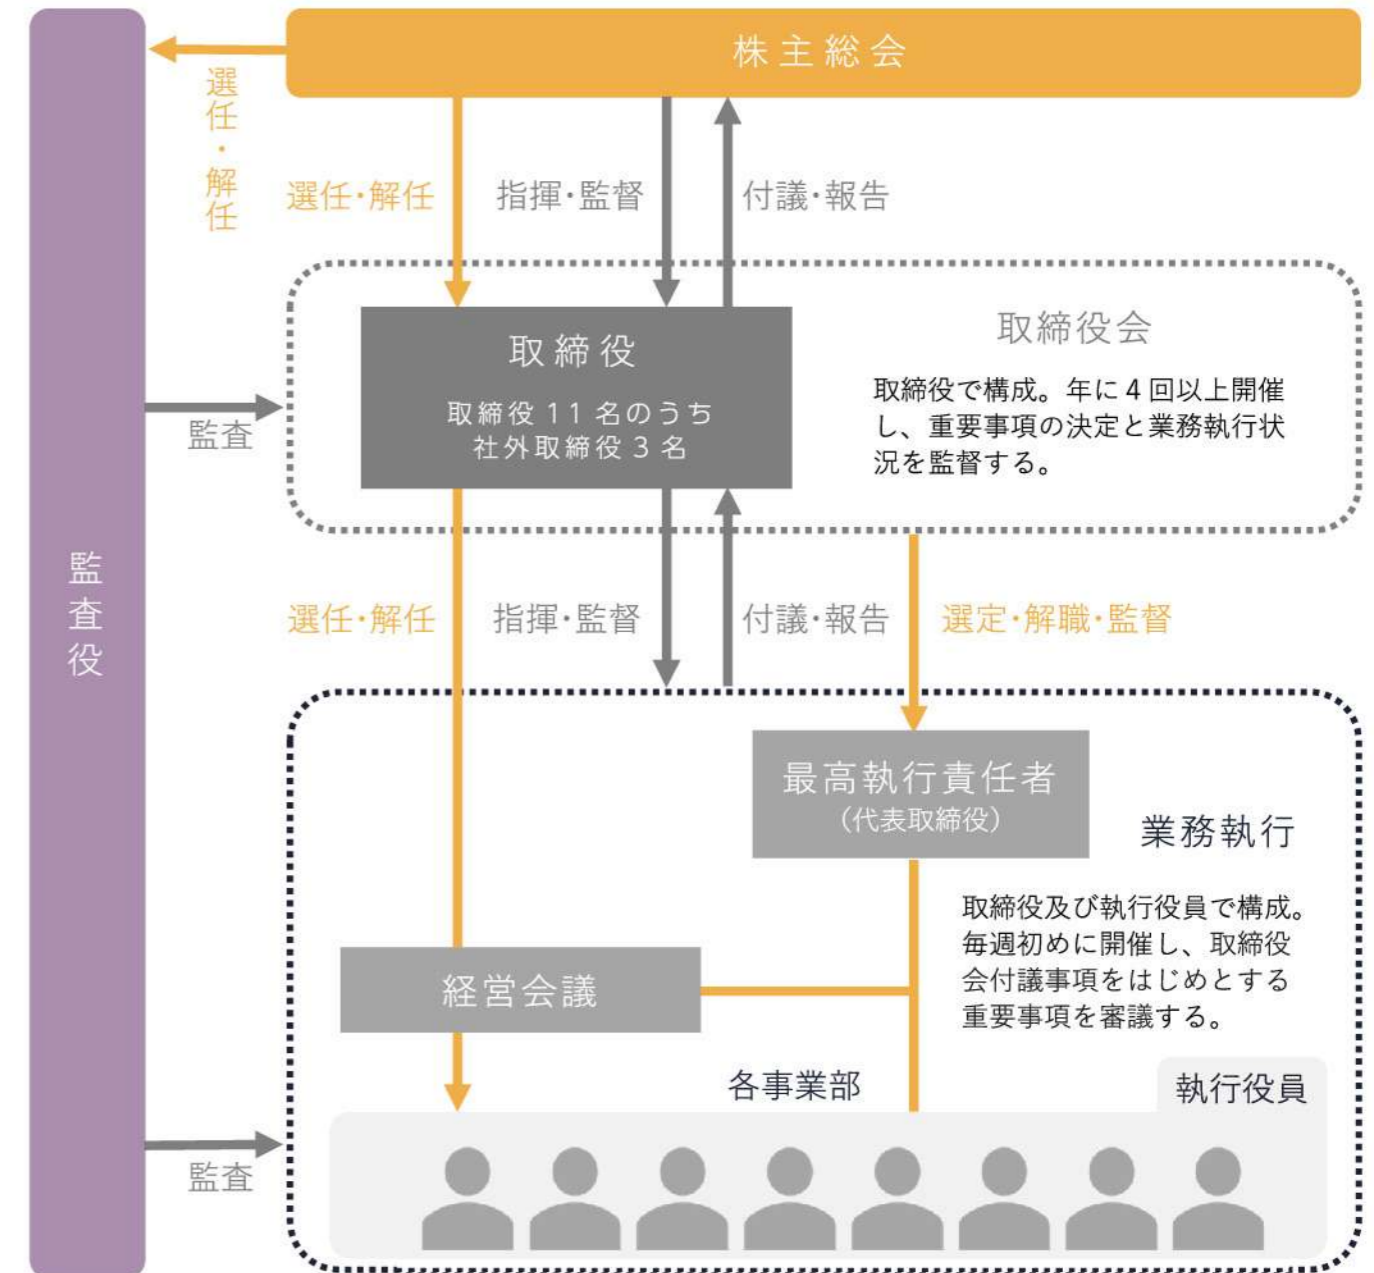 株主総会
選任・解任
選任・解任
指揮・監督
付議・報告
取締役
取締役 11 名のうち
社外取締役 3 名
取締役会
取締役で構成。年に 4 回以上開催
し、重要事項の決定と業務執行状
況を監督する。
監査
監査役
選任・解任
指揮・監督
付議・報告
選定・解職・監督
最高執行責任者
（代表取締役）
業務執行
取締役及び執行役員で構成。
毎週初めに開催し、取締役
会付議事項をはじめとする
重要事項を審議する。
経営会議
各事業部
執行役員
監査